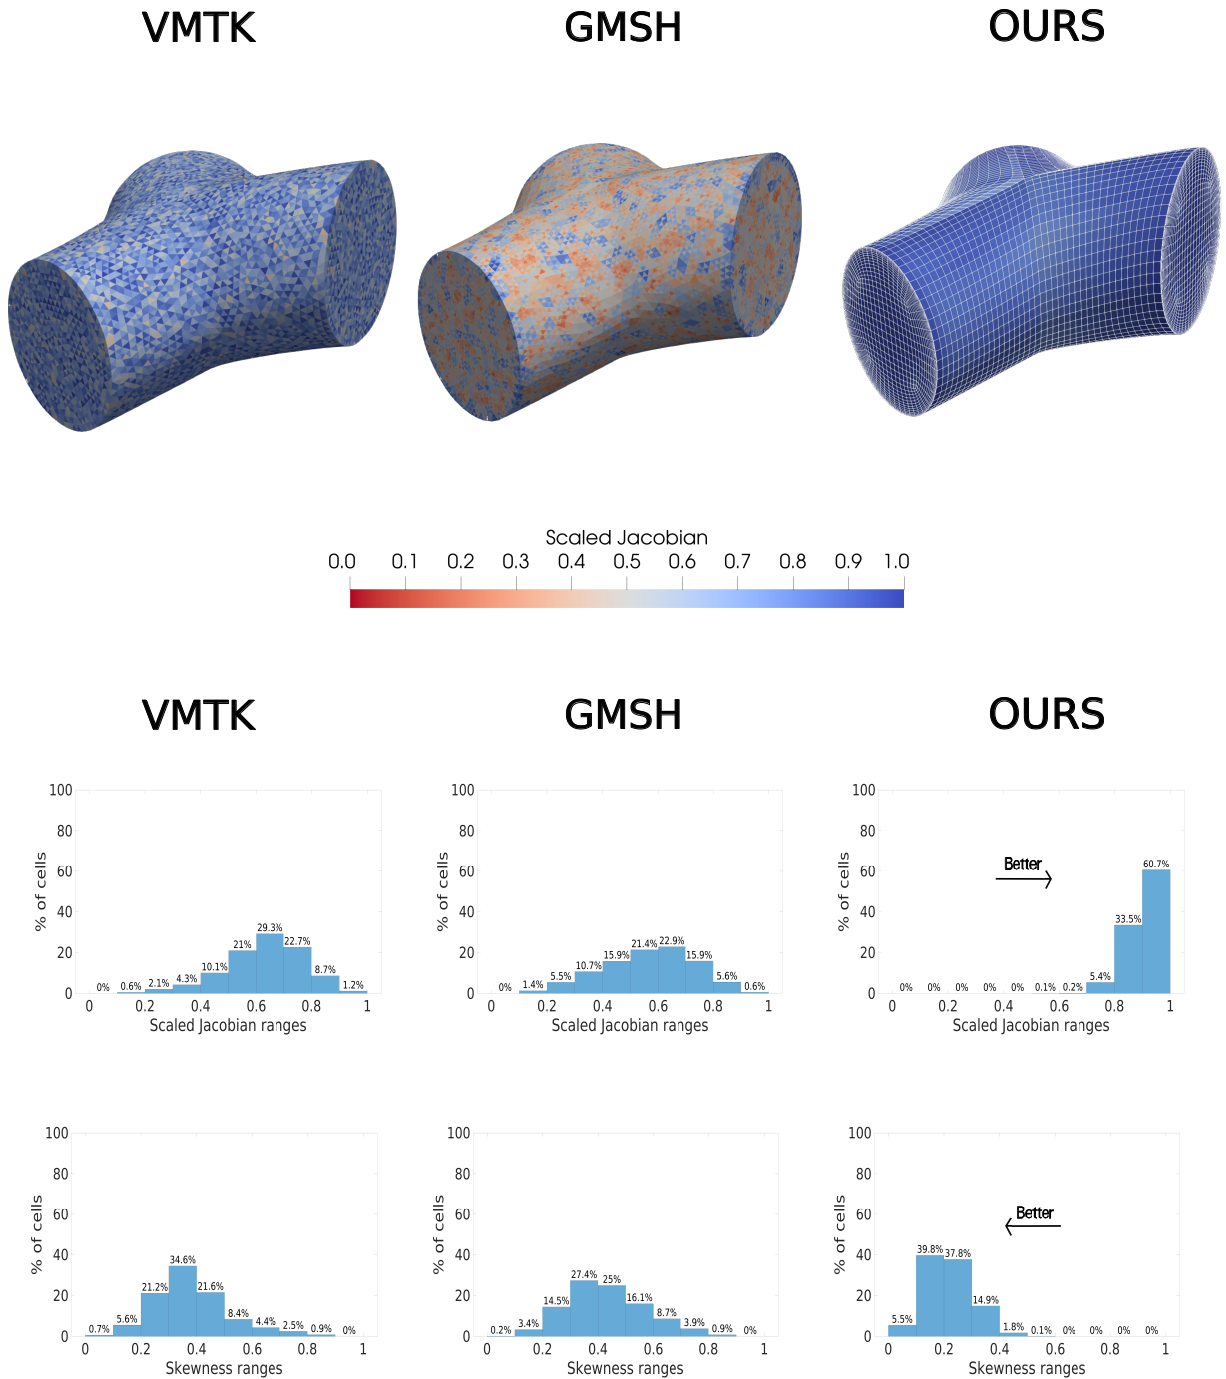 VMTK GMSH OURS
Scaled Jacobian
0.0 0.1 0.2 0.3 0.4 0.5 0.6 0.7 0.8 0.9 1.0
VMTK GMSH OURS
% of cells
100
80
60
40
20
0
0% 0.6% 2.1% 4.3% 10.1% 21% 29.3% 22.7% 8.7% 1.2%
0 0.2 0.4 0.6 0.8 1
Scaled Jacobian ranges
% of cells
100
80
60
40
20
0
0% 1.4% 5.5% 10.7% 15.9% 21.4% 22.9% 15.9% 5.6% 0.6%
0 0.2 0.4 0.6 0.8 1
Scaled Jacobian ranges
% of cells
100
80
60
40
20
0
Better
0% 0% 0% 0% 0% 0.1% 0.2% 5.4% 33.5% 60.7%
0 0.2 0.4 0.6 0.8 1
Scaled Jacobian ranges
% of cells
100
80
60
40
20
0
0.7% 5.6% 21.2% 34.6% 21.6% 8.4% 4.4% 2.5% 0.9% 0%
0 0.2 0.4 0.6 0.8 1
Skewness ranges
% of cells
100
80
60
40
20
0
0.2% 3.4% 14.5% 27.4% 25% 16.1% 8.7% 3.9% 0.9% 0%
0 0.2 0.4 0.6 0.8 1
Skewness ranges
% of cells
100
80
60
40
20
0
Better
5.5% 39.8% 37.8% 14.9% 1.8% 0.1% 0% 0% 0% 0%
0 0.2 0.4 0.6 0.8 1
Skewness ranges